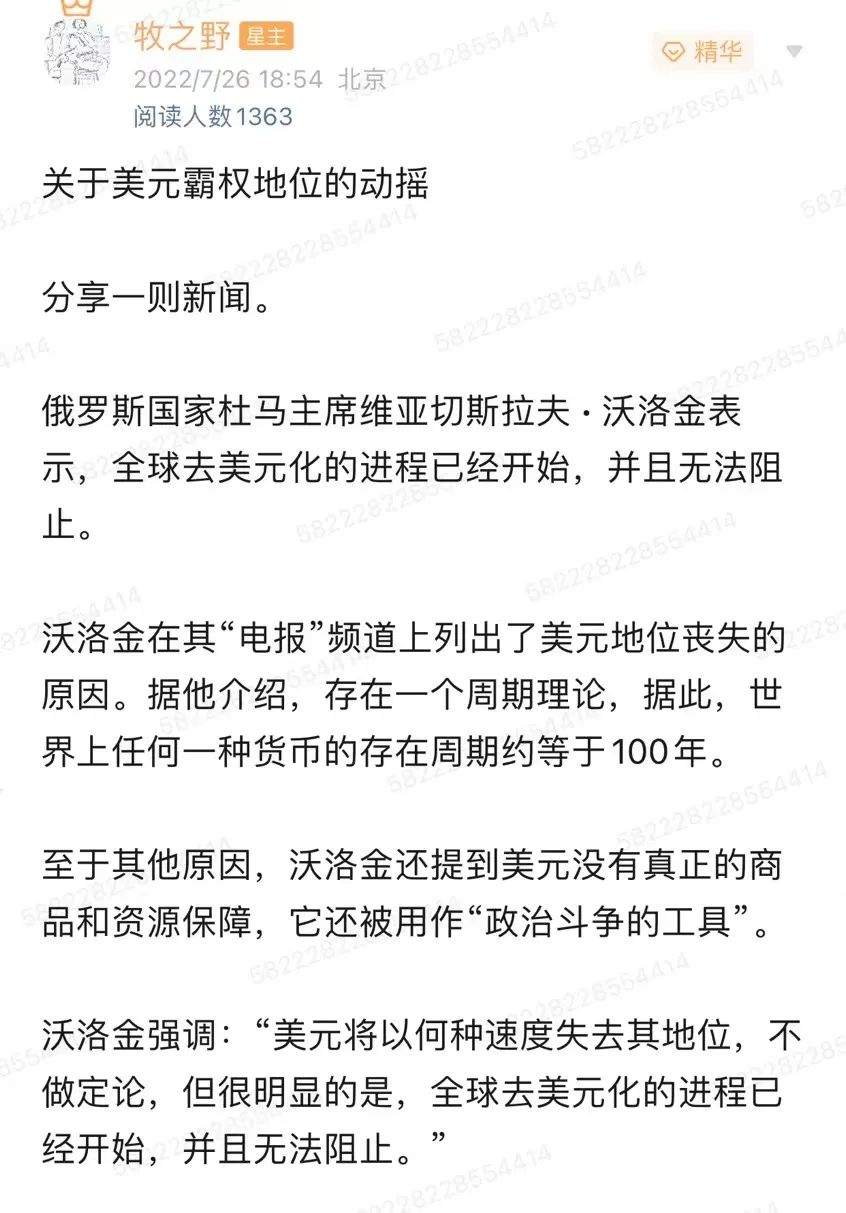 牧之野 星主
精华
2022/7/26 18:54 北京
阅读人数1363
关于美元霸权地位的动摇
分享一则新闻。
俄罗斯国家杜马主席维亚切斯拉夫·沃洛金表
示，全球去美元化的进程已经开始，并且无法阻
止。
沃洛金在其“电报”频道上列出了美元地位丧失的
原因。据他介绍，存在一个周期理论，据此，世
界上任何一种货币的存在周期约等于100年。
至于其他原因，沃洛金还提到美元没有真正的商
品和资源保障，它还被用作“政治斗争的工具”。
沃洛金强调：“美元将以何种速度失去其地位，不
做定论，但很明显的是，全球去美元化的进程已
经开始，并且无法阻止。”
582228228554414